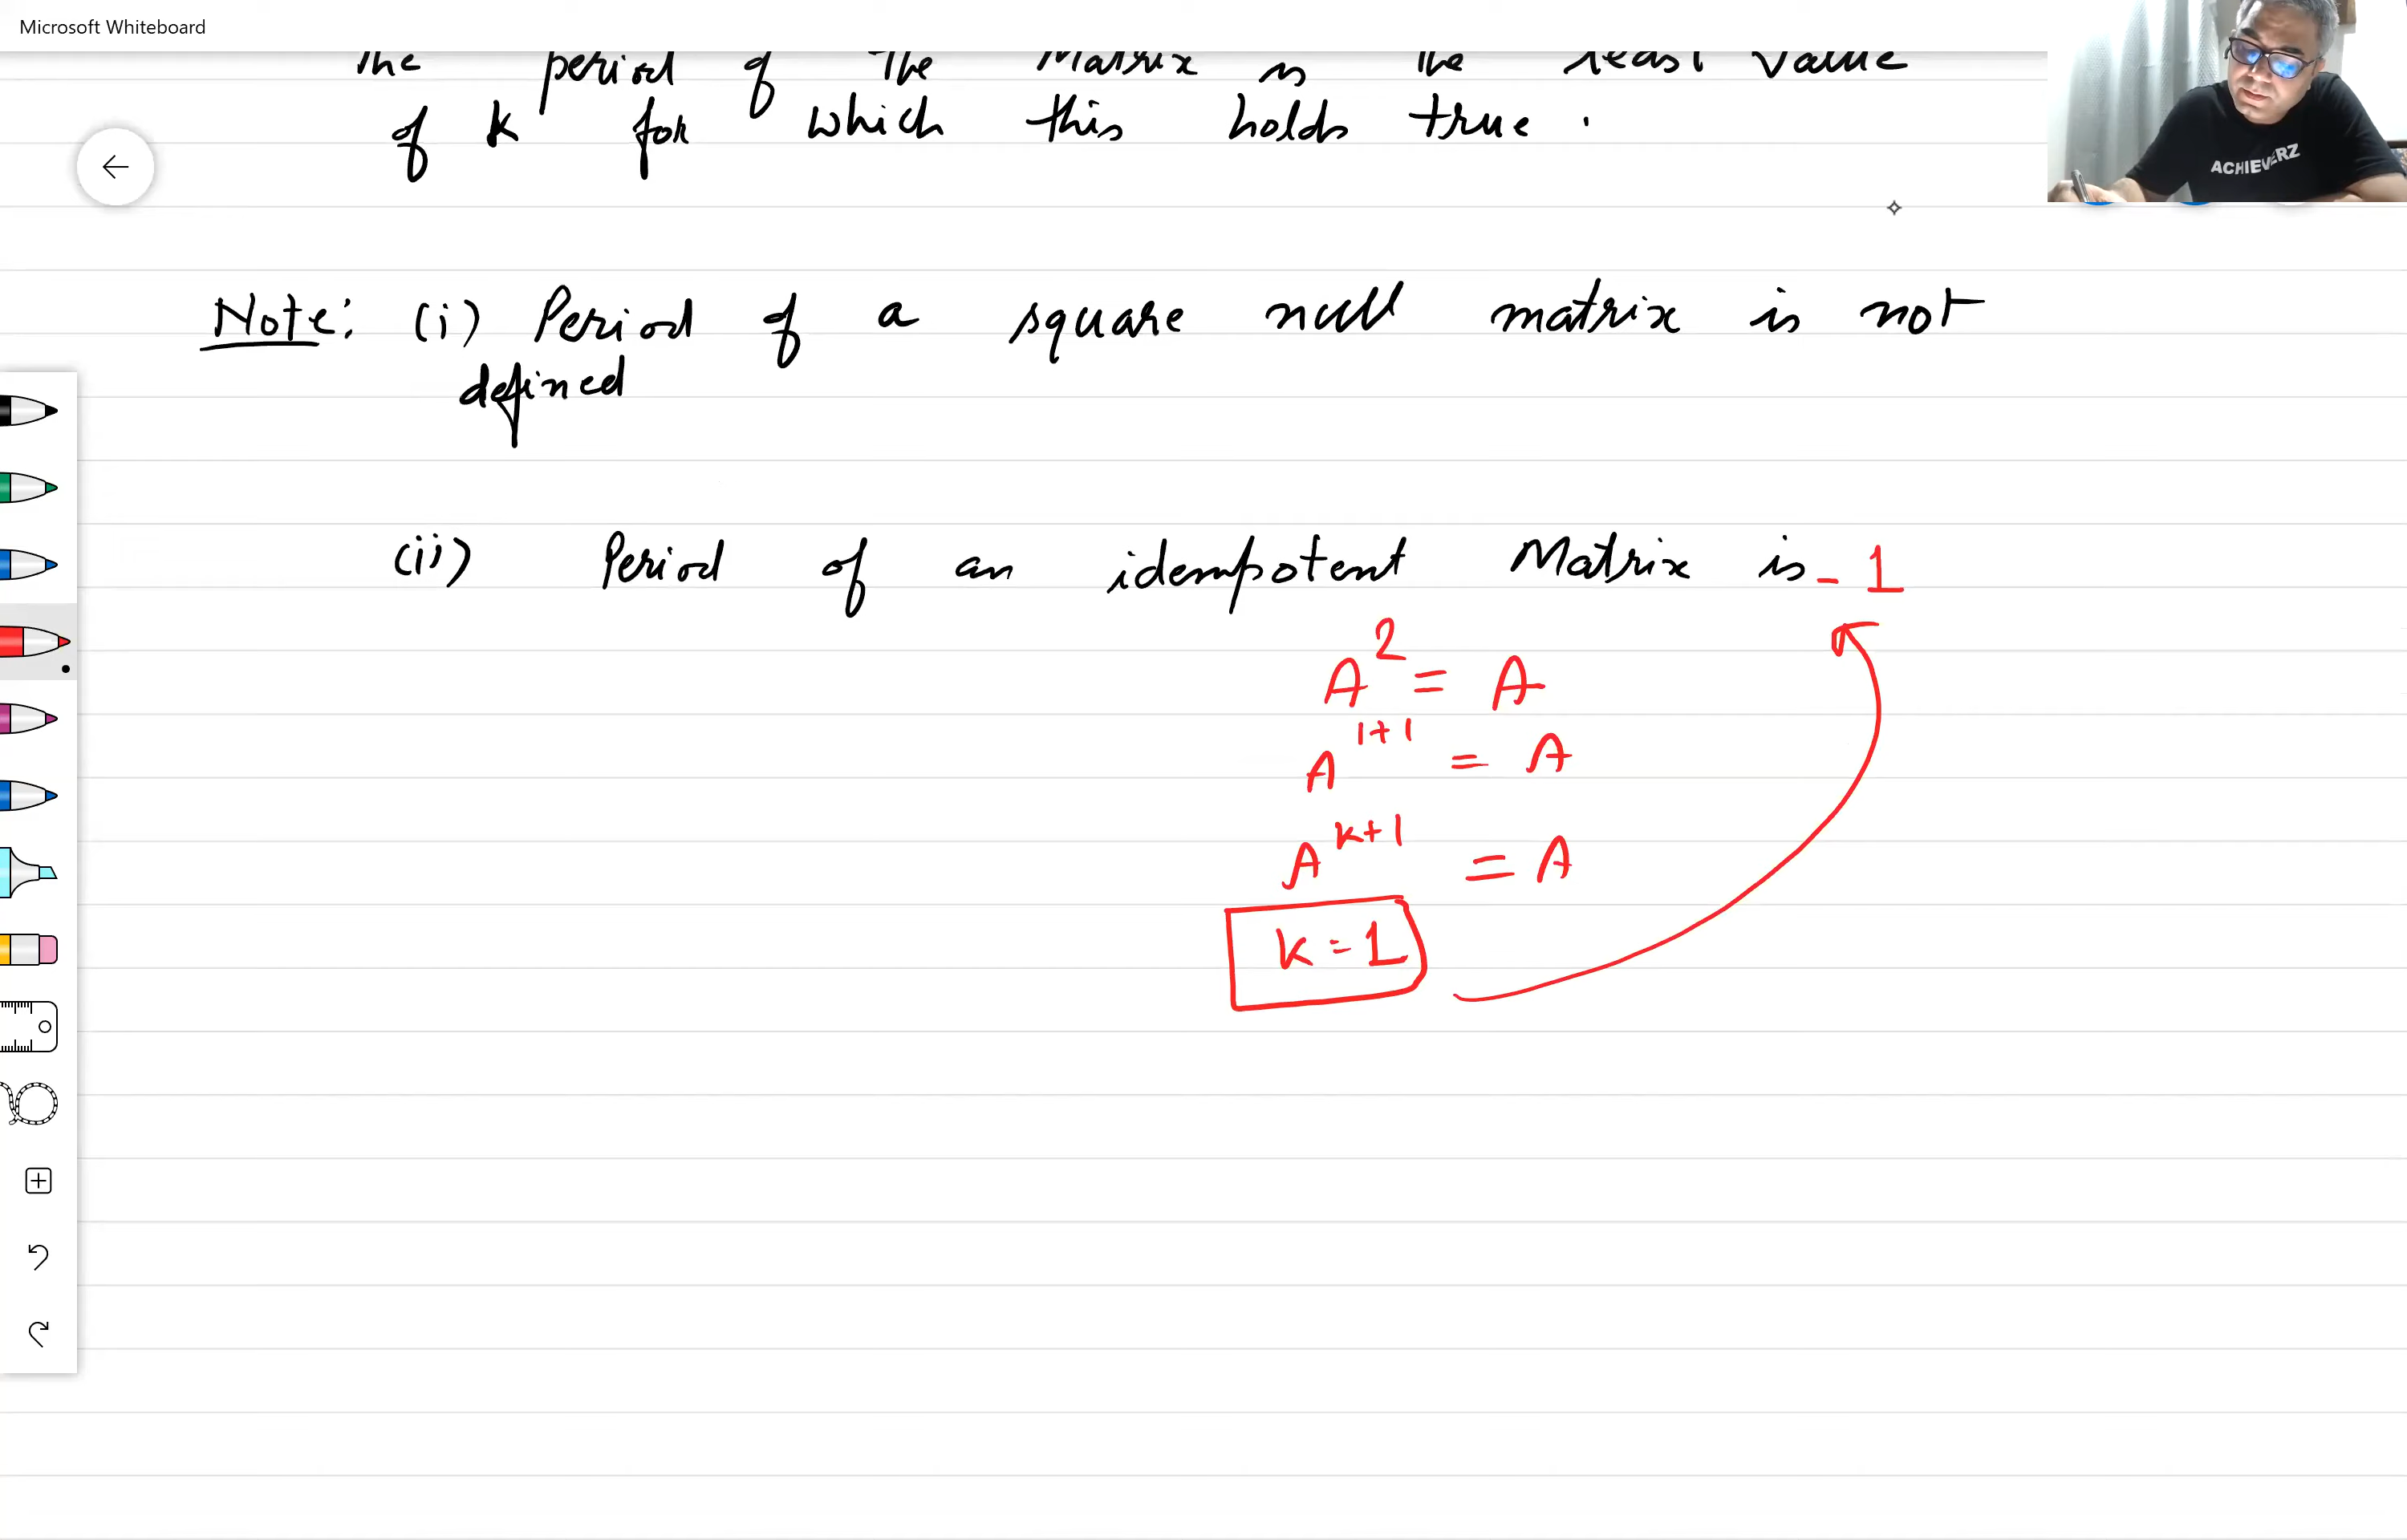 Microsoft Whiteboard
The period of the Matrix is the least value
of k for which this holds true.
ACHIEVERZ
Note: (i) Period of a square null matrix is not
defined
(ii) Period of an idempotent Matrix is - 1
A² = A
A¹⁺¹ = A
A^{k+1} = A
k = 1